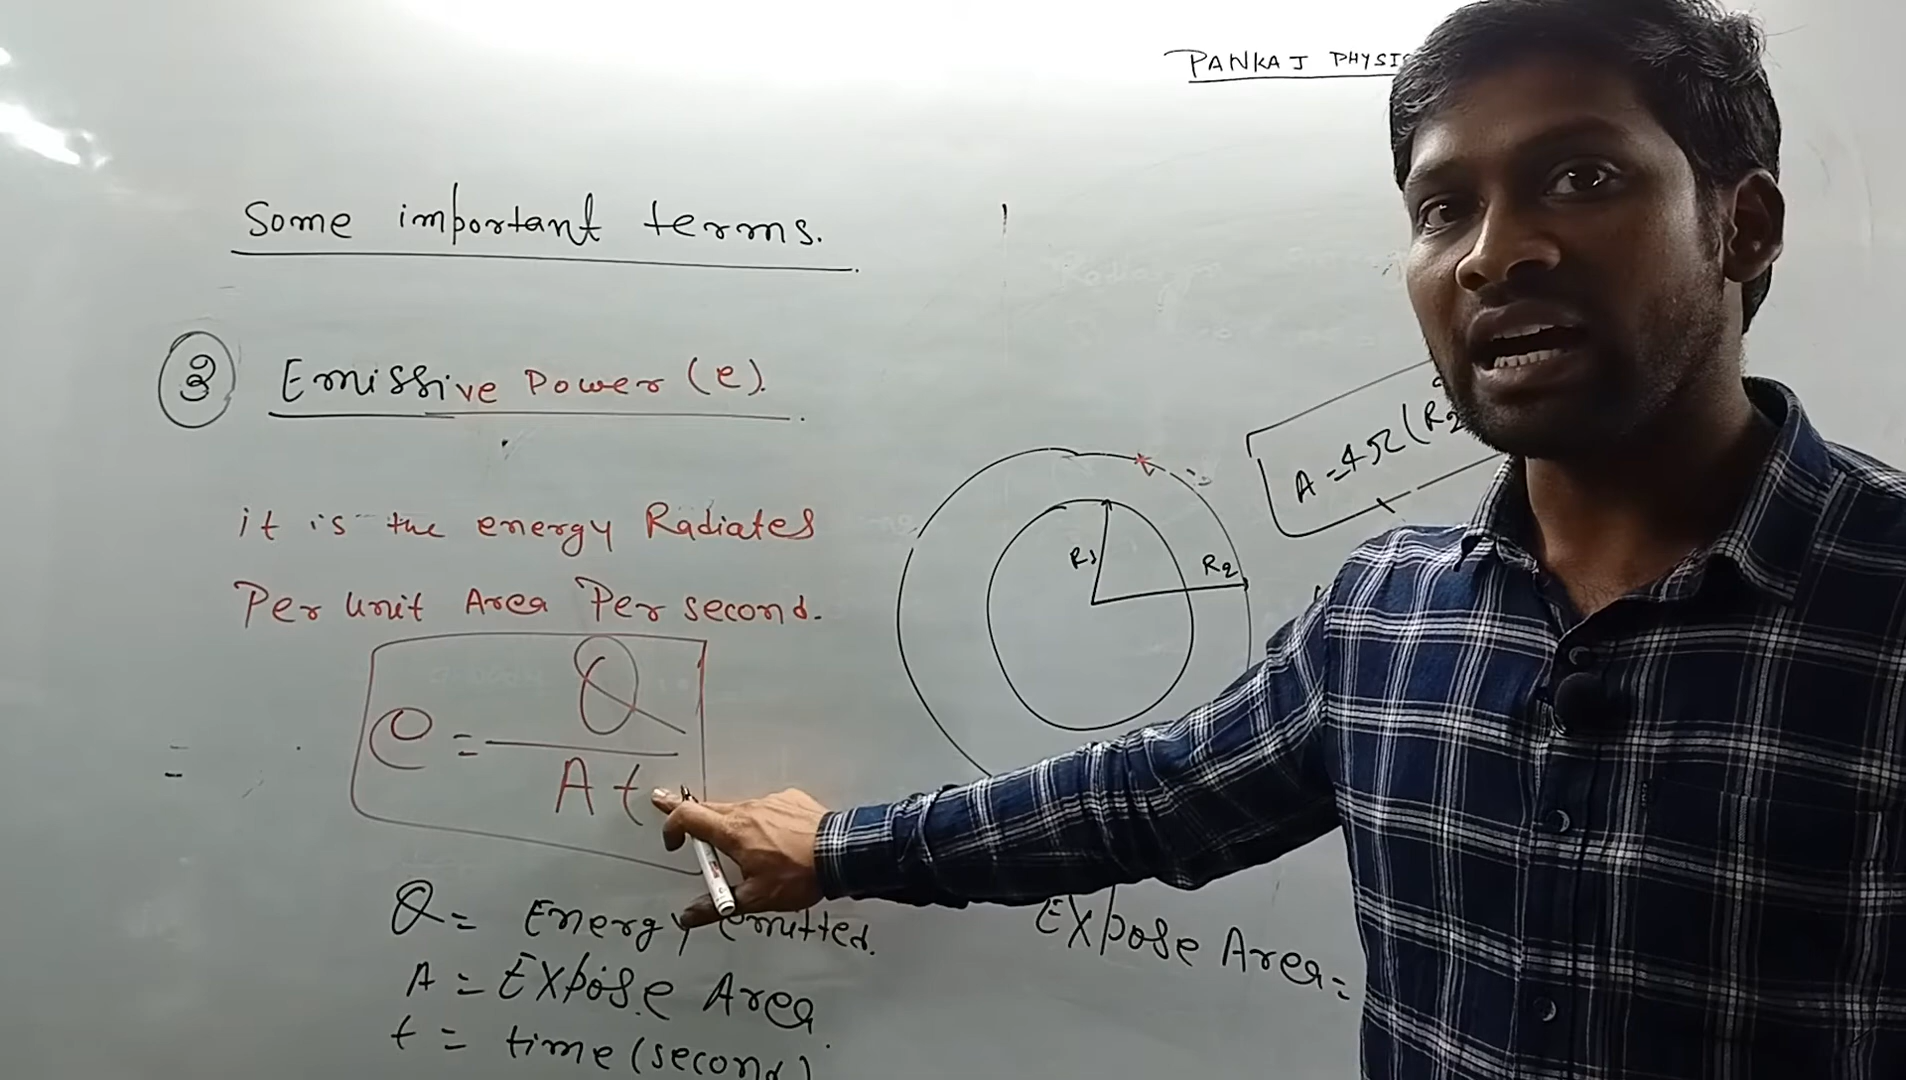 PANKAJ PHYSI
Some important terms.
3 Emissive Power (e).
it is the energy Radiates
Per unit Area Per second.
e = Q
A t
Q = Energy emitted.
A = Expose Area
t = time (second)
R1
R2
A = 4π (R2
Expose Area =